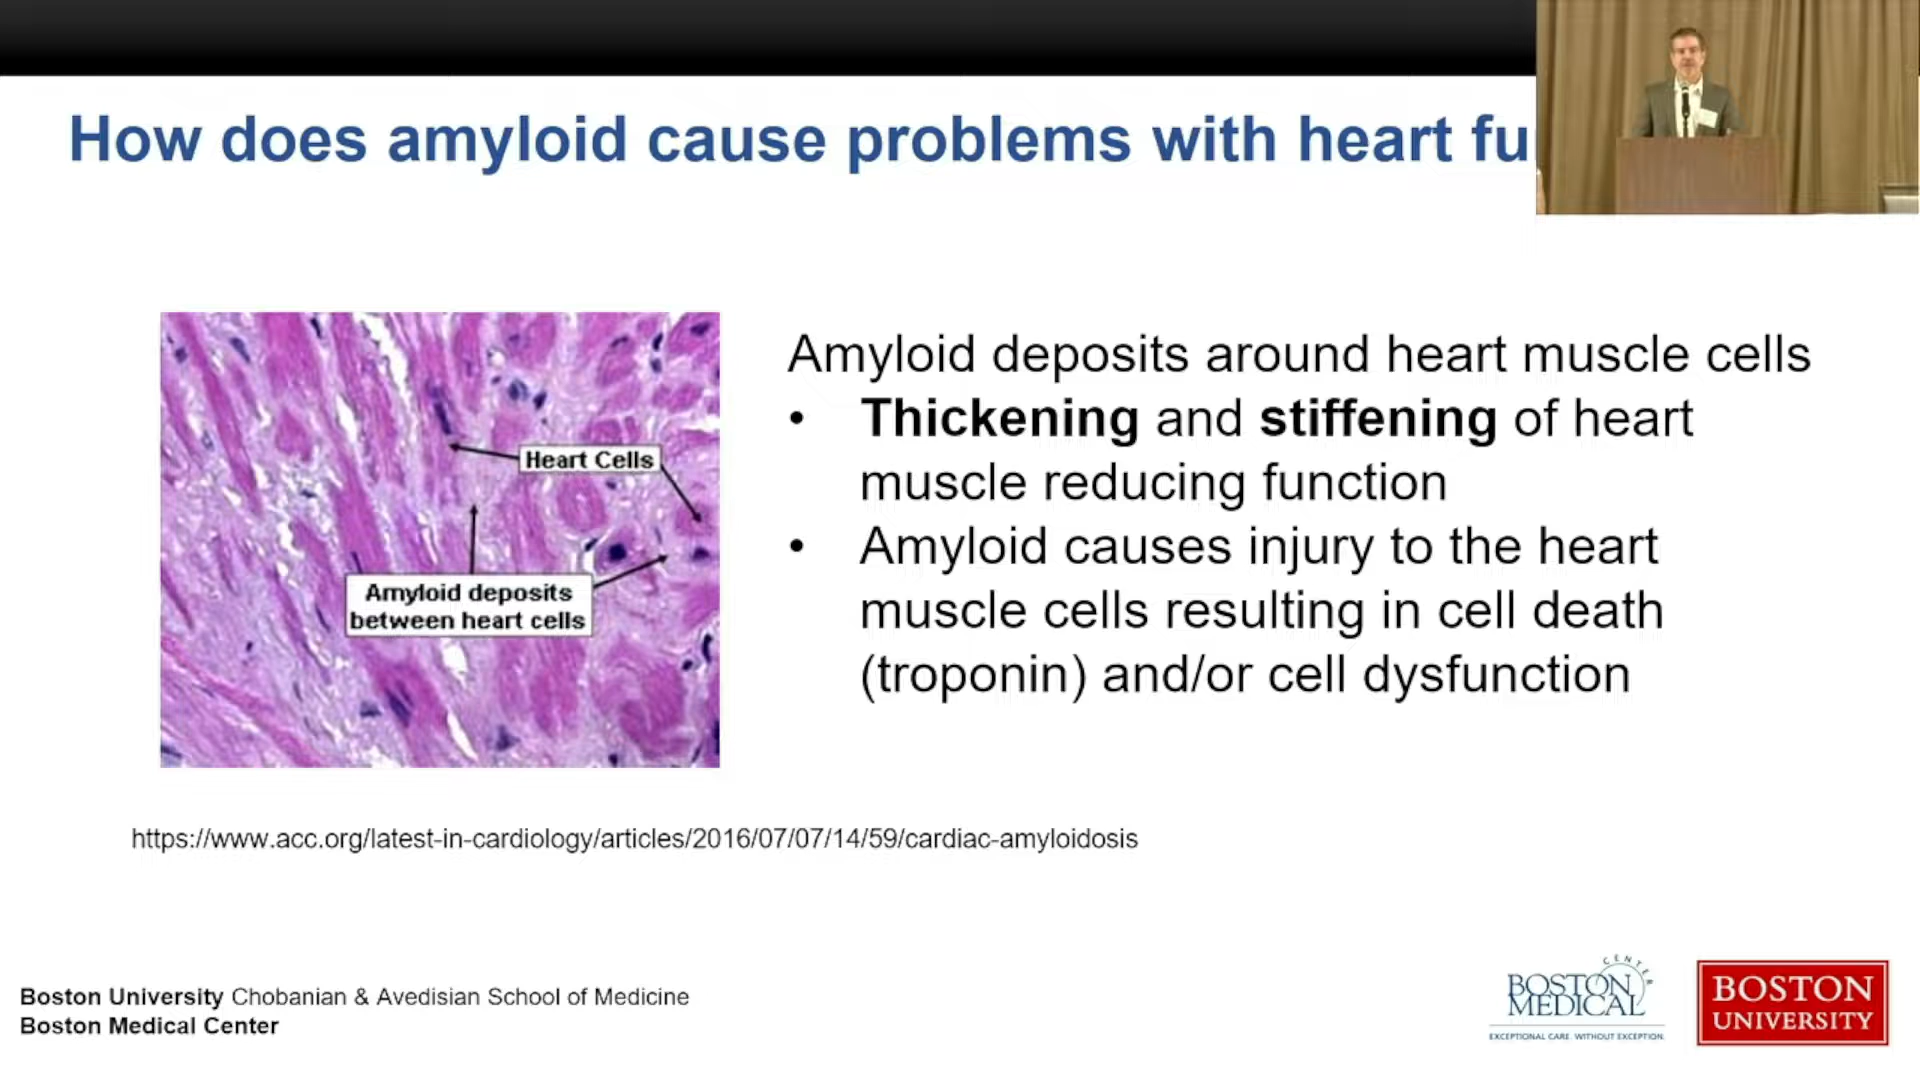 How does amyloid cause problems with heart fu
Heart Cells
Amyloid deposits
between heart cells
Amyloid deposits around heart muscle cells
• Thickening and stiffening of heart
muscle reducing function
• Amyloid causes injury to the heart
muscle cells resulting in cell death
(troponin) and/or cell dysfunction
https://www.acc.org/latest-in-cardiology/articles/2016/07/07/14/59/cardiac-amyloidosis
Boston University Chobanian & Avedisian School of Medicine
Boston Medical Center
BOSTON
MEDICAL
CENTER
EXCEPTIONAL CARE. WITHOUT EXCEPTION.
BOSTON
UNIVERSITY